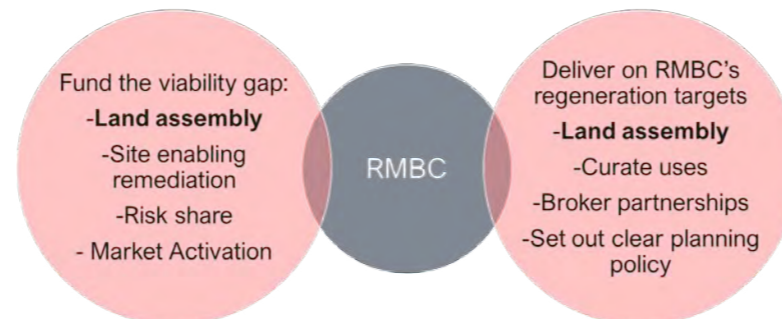 Fund the viability gap:
-Land assembly
-Site enabling
remediation
-Risk share
- Market Activation
RMBC
Deliver on RMBC's
regeneration targets
-Land assembly
-Curate uses
-Broker partnerships
-Set out clear planning
policy